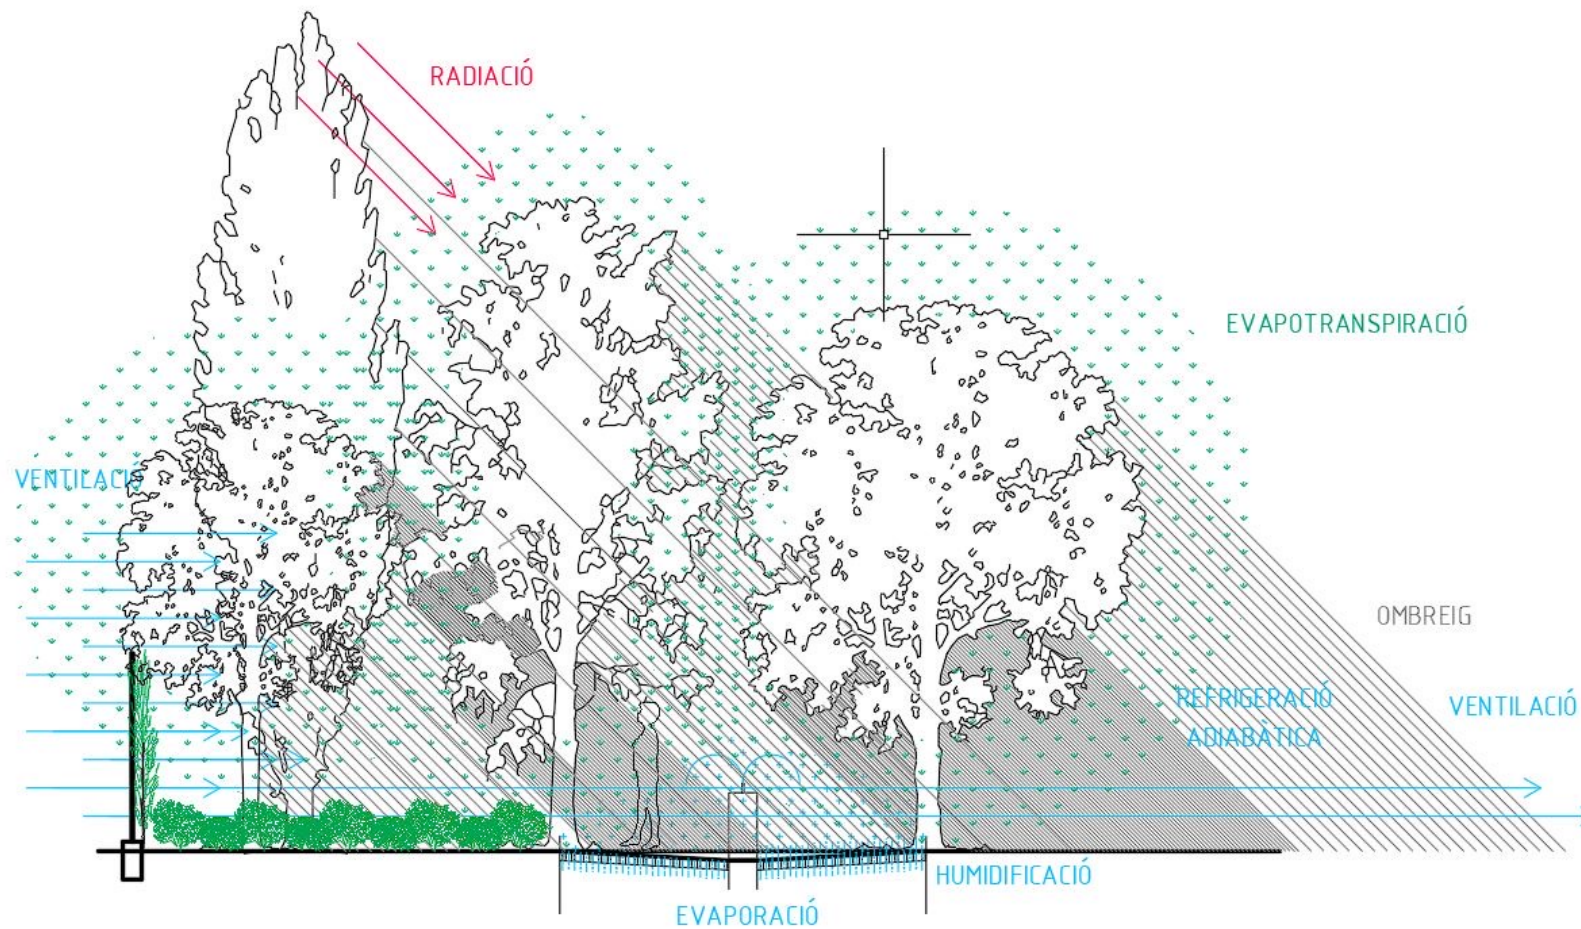 RADIACIÓ
EVAPOTRANSPIRACIÓ
VENTILACIÓ
OMBREIG
REFRIGERACIÓ
ADIABÀTICA
VENTILACIÓ
HUMIDIFICACIÓ
EVAPORACIÓ